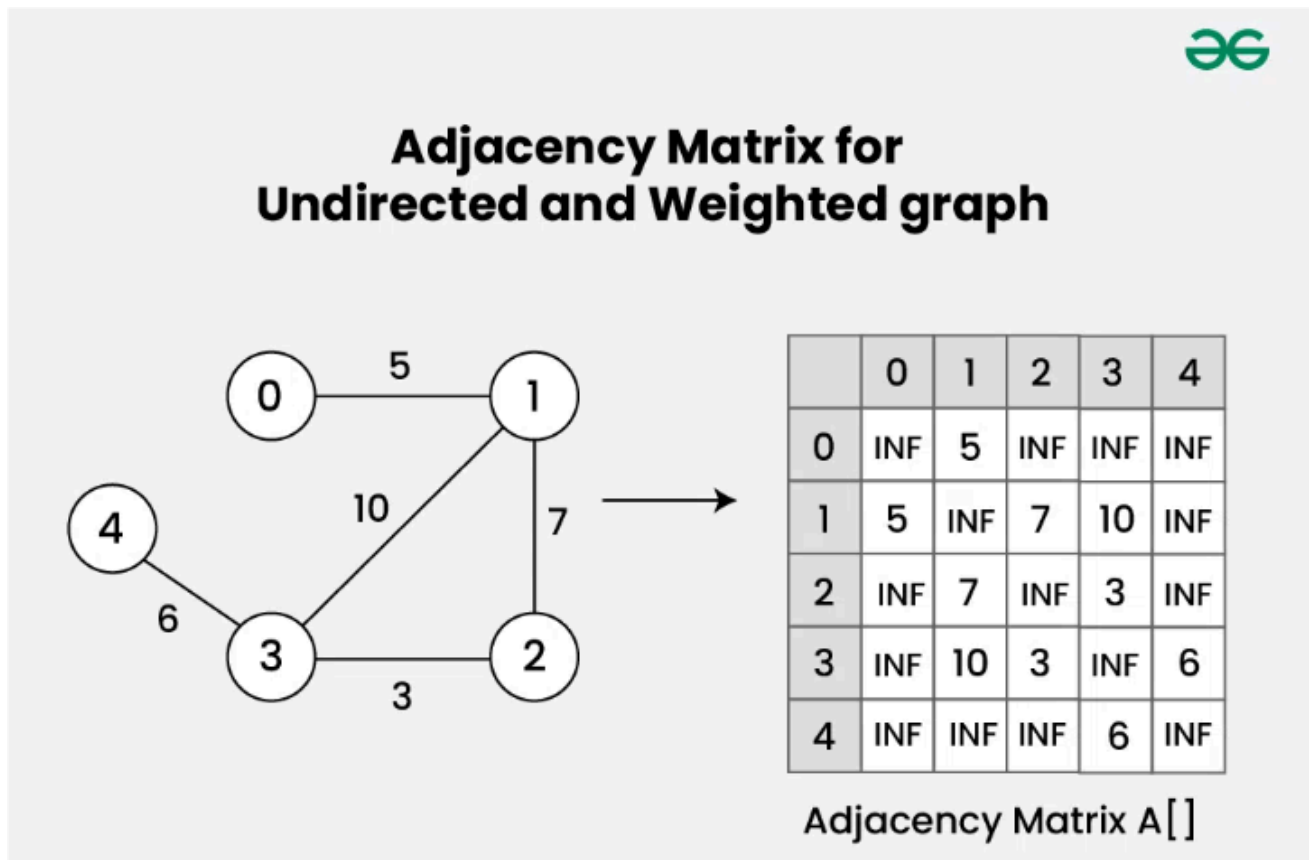 Adjacency Matrix for
Undirected and Weighted graph
0 5 1
10
7
4
6
3 2
3
0 1 2 3 4
0 INF 5 INF INF INF
1 5 INF 7 10 INF
2 INF 7 INF 3 INF
3 INF 10 3 INF 6
4 INF INF INF 6 INF
Adjacency Matrix A[]